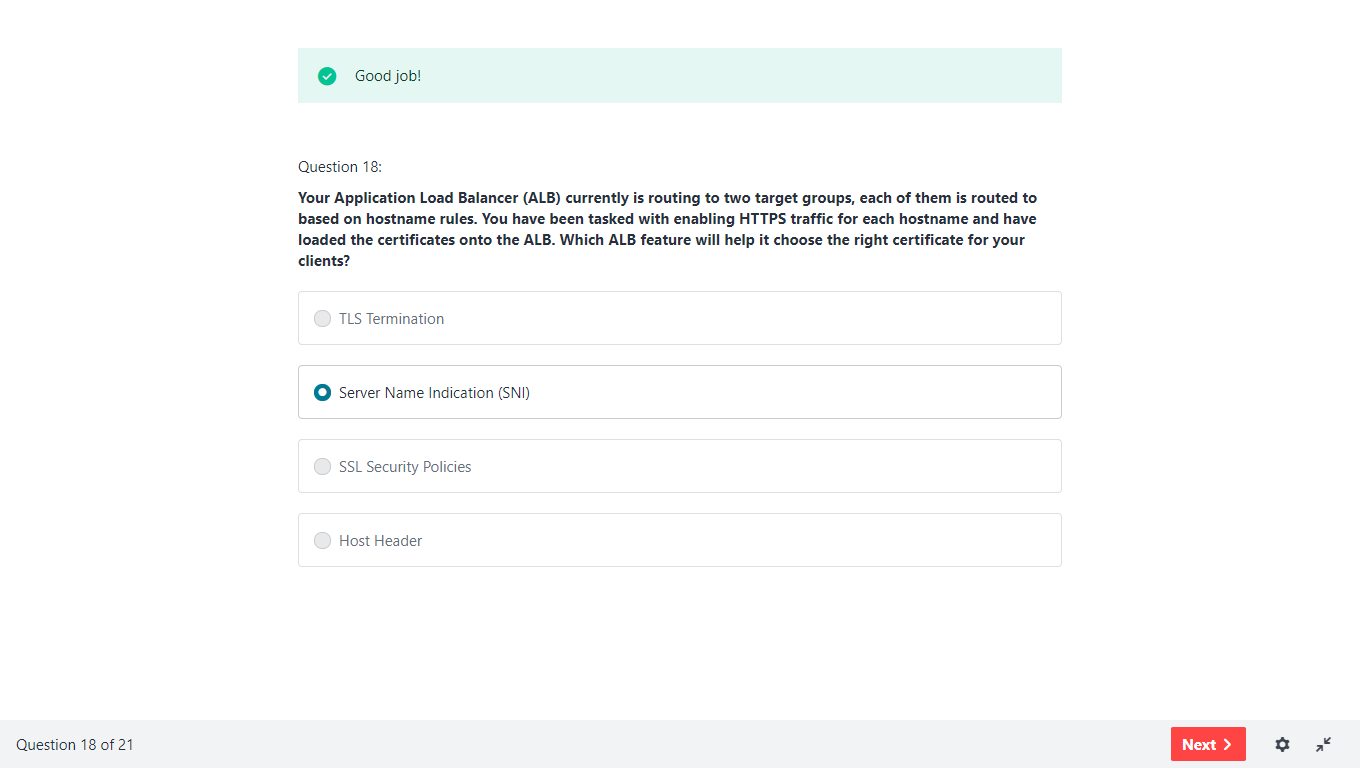 Good job!
Question 18:
Your Application Load Balancer (ALB) currently is routing to two target groups, each of them is routed to
based on hostname rules. You have been tasked with enabling HTTPS traffic for each hostname and have
loaded the certificates onto the ALB. Which ALB feature will help it choose the right certificate for your
clients?
TLS Termination
Server Name Indication (SNI)
SSL Security Policies
Host Header
Question 18 of 21
Next